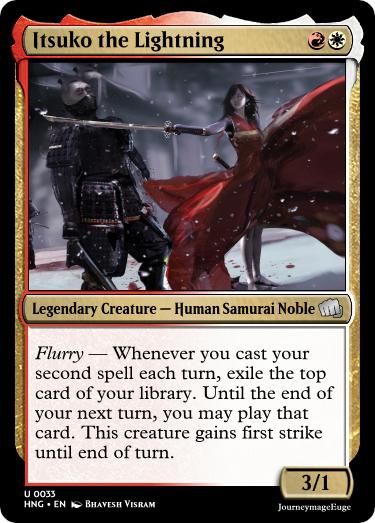 Itsuko the Lightning
Legendary Creature — Human Samurai Noble
Flurry — Whenever you cast your
second spell each turn, exile the top
card of your library. Until the end of
your next turn, you may play that
card. This creature gains first strike
until end of turn.
3/1
U 0033
HNG • EN Bhavesh Visram
JourneymageEuge